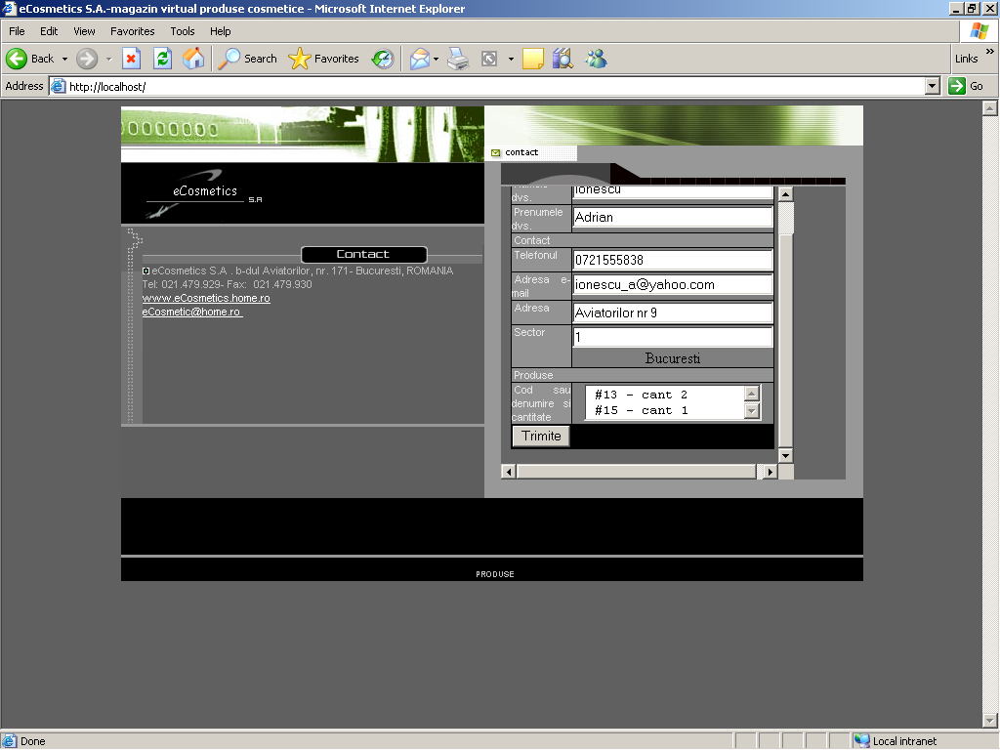 eCosmetics S.A.-magazin virtual produse cosmetice - Microsoft Internet Explorer
File Edit View Favorites Tools Help
Back Search Favorites Links »
Address http://localhost/ Go
contact
eCosmetics S.A
Contact
eCosmetics S.A . b-dul Aviatorilor, nr. 171- Bucuresti, ROMANIA
Tel: 021.479.929- Fax: 021.479.930
www.eCosmetics.home.ro
eCosmetic@home.ro
dvs. Ionescu
Prenumele dvs. Adrian
Contact
Telefonul 0721555838
Adresa e-mail ionescu_a@yahoo.com
Adresa Aviatorilor nr 9
Sector 1
Bucuresti
Produse
Cod sau denumire si cantitate
#13 - cant 2
#15 - cant 1
Trimite
PRODUSE
Done Local intranet